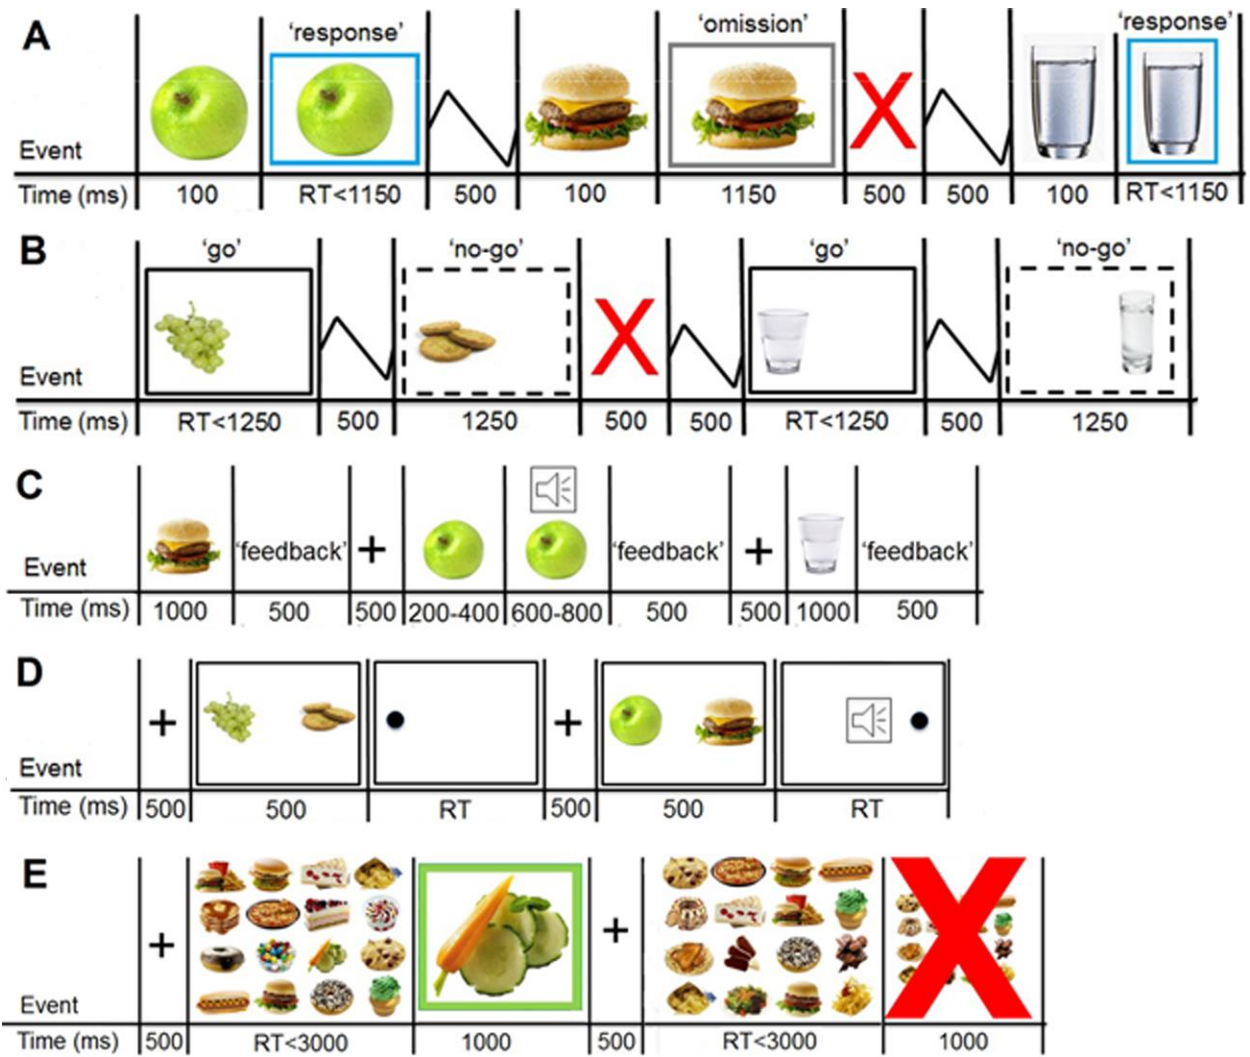 A
'response' 'omission' 'response'
X
Event
Time (ms) 100 RT<1150 500 100 1150 500 500 100 RT<1150
B
'go' 'no-go' 'go' 'no-go'
X
Event
Time (ms) RT<1250 500 1250 500 500 RT<1250 500 1250
C
Event 'feedback' + 'feedback' + 'feedback'
Time (ms) 1000 500 500 200-400 600-800 500 500 1000 500
D
+ +
Event
Time (ms) 500 500 RT 500 500 RT
E
+ + X
Event
Time (ms) 500 RT<3000 1000 500 RT<3000 1000